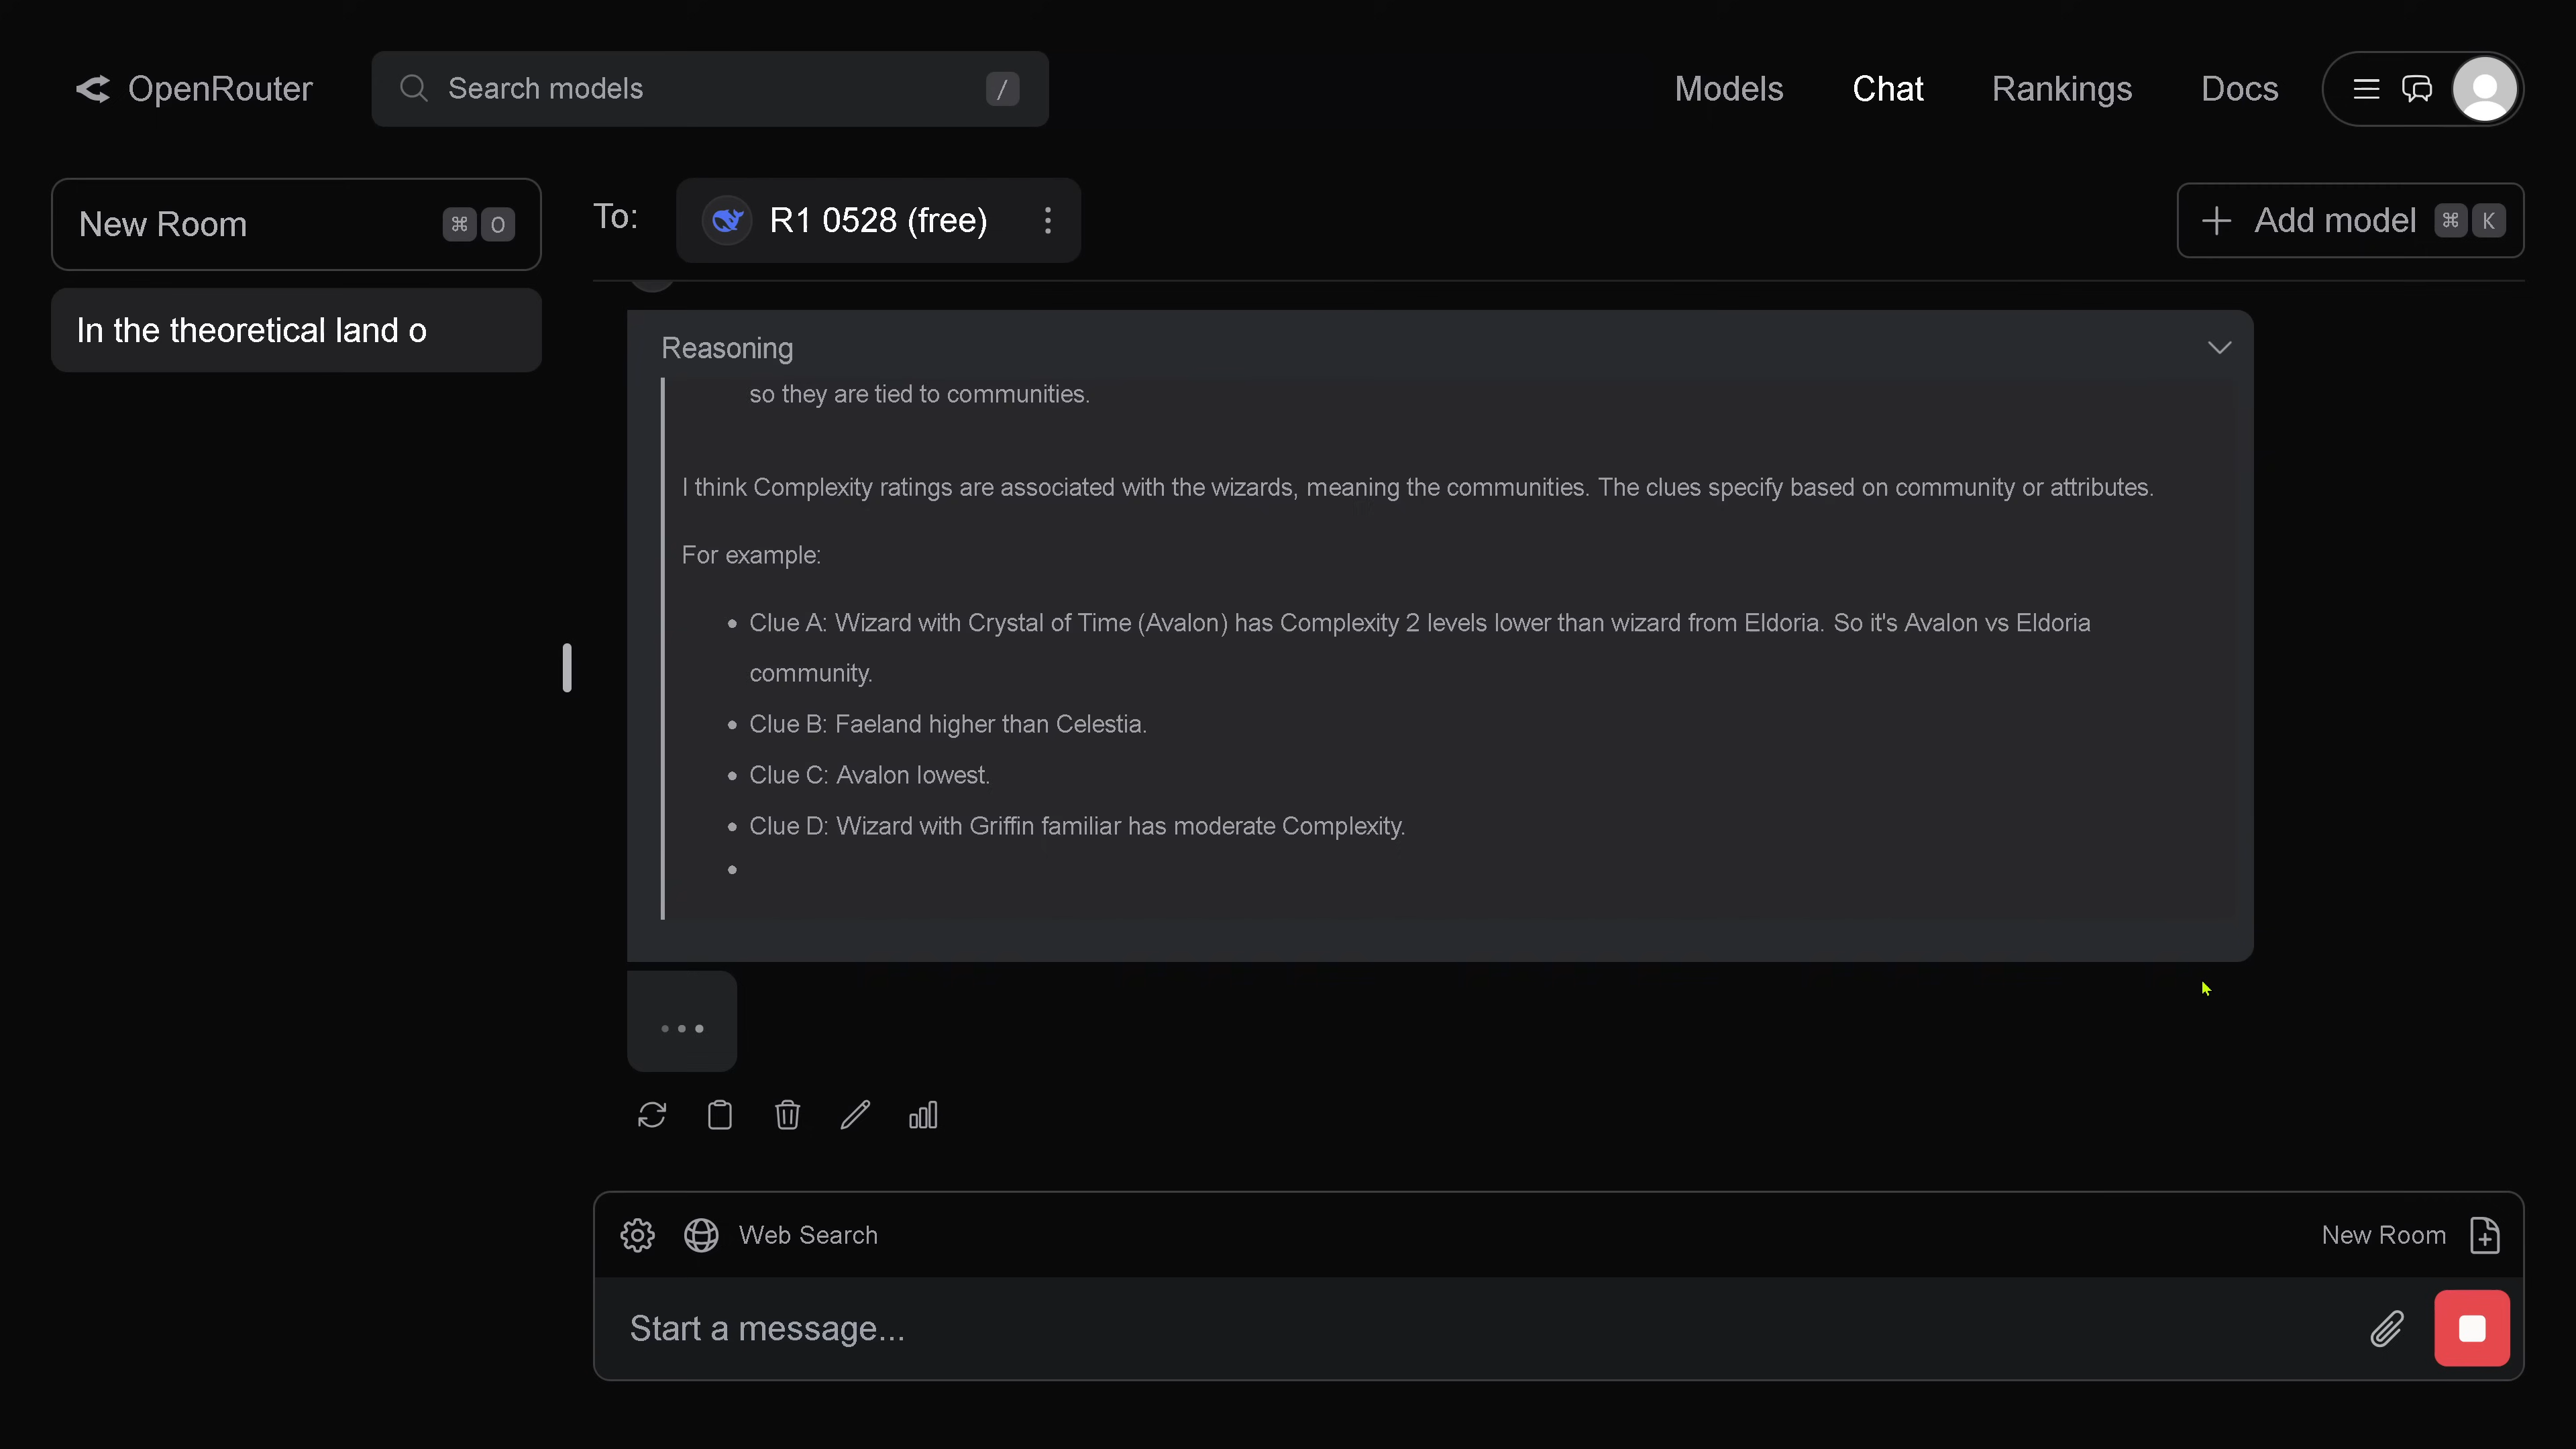 OpenRouter
Search models
/
Models
Chat
Rankings
Docs
New Room
⌘ O
To:
R1 0528 (free)
Add model
⌘ K
In the theoretical land o
Reasoning
so they are tied to communities.
I think Complexity ratings are associated with the wizards, meaning the communities. The clues specify based on community or attributes.
For example:
• Clue A: Wizard with Crystal of Time (Avalon) has Complexity 2 levels lower than wizard from Eldoria. So it's Avalon vs Eldoria
community.
• Clue B: Faeland higher than Celestia.
• Clue C: Avalon lowest.
• Clue D: Wizard with Griffin familiar has moderate Complexity.
•
Web Search
New Room
Start a message...